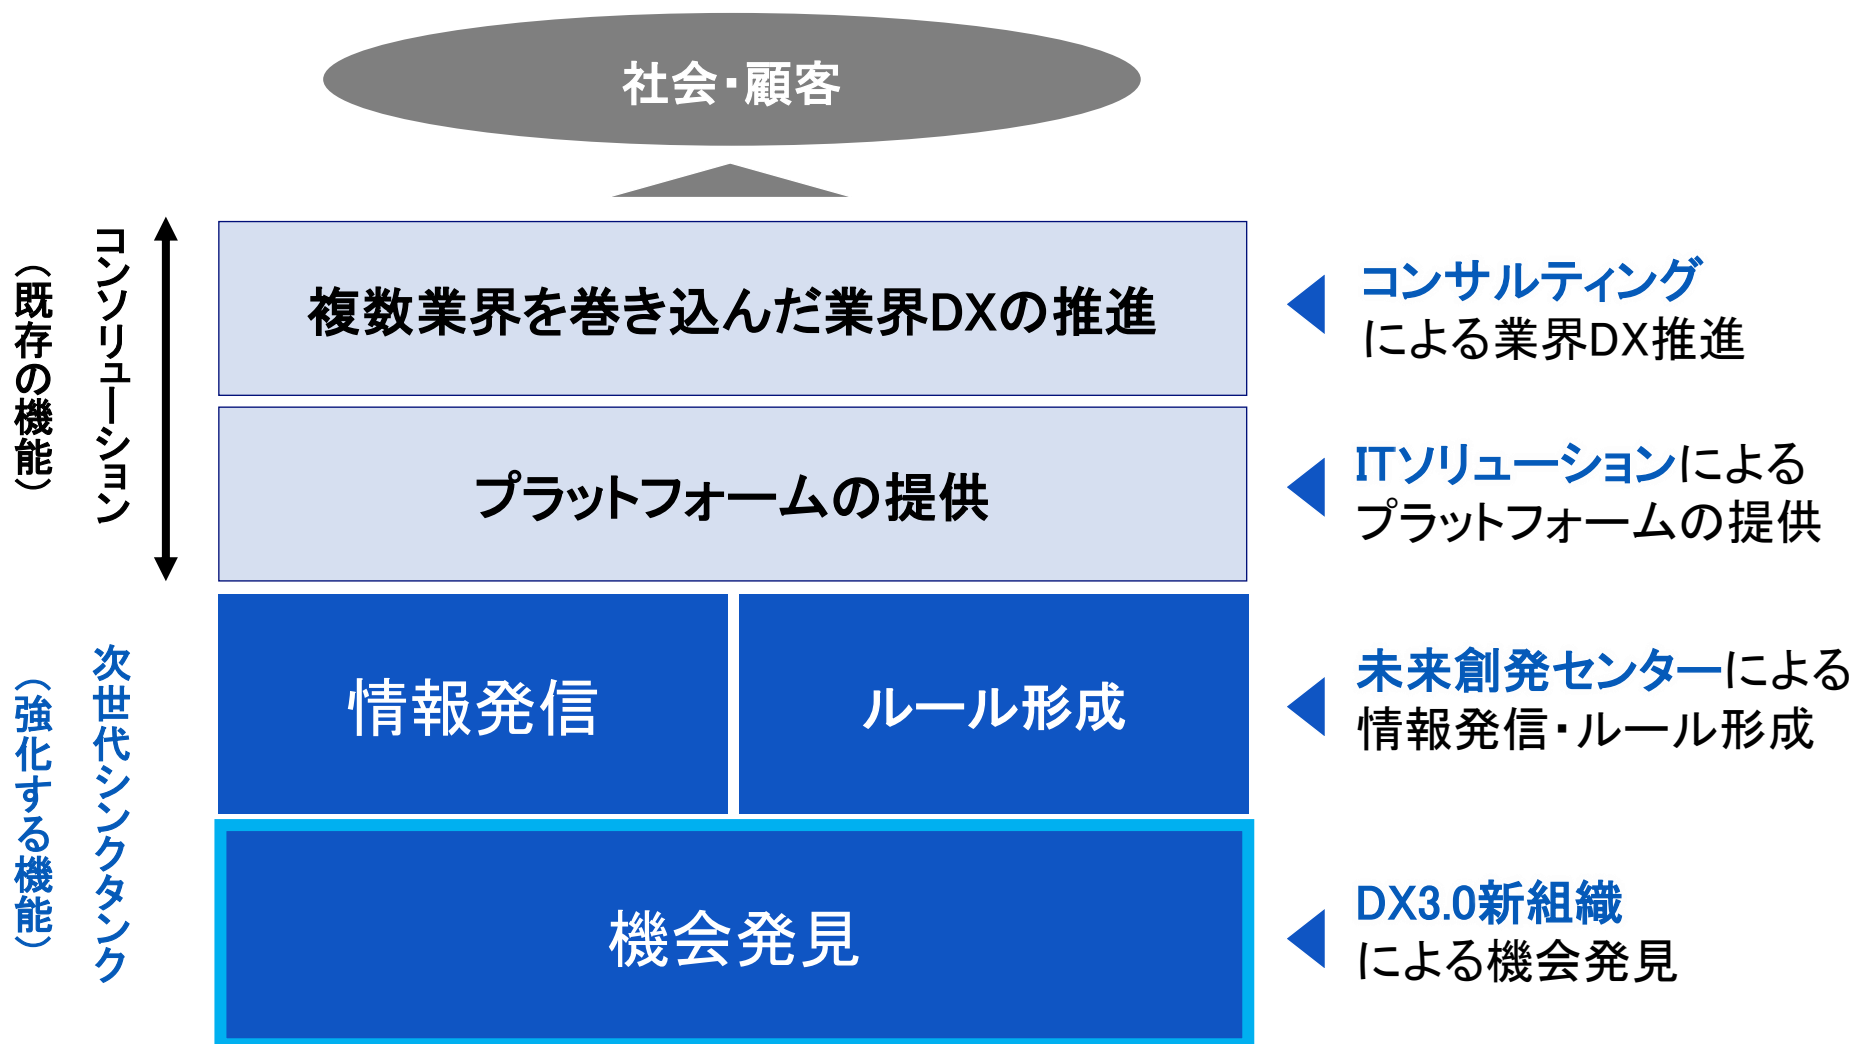 社会・顧客
コンソリューション
（既存の機能）
複数業界を巻き込んだ業界DXの推進
コンサルティング
による業界DX推進
プラットフォームの提供
ITソリューションによる
プラットフォームの提供
次世代シンクタンク
（強化する機能）
情報発信
ルール形成
未来創発センターによる
情報発信・ルール形成
機会発見
DX3.0新組織
による機会発見